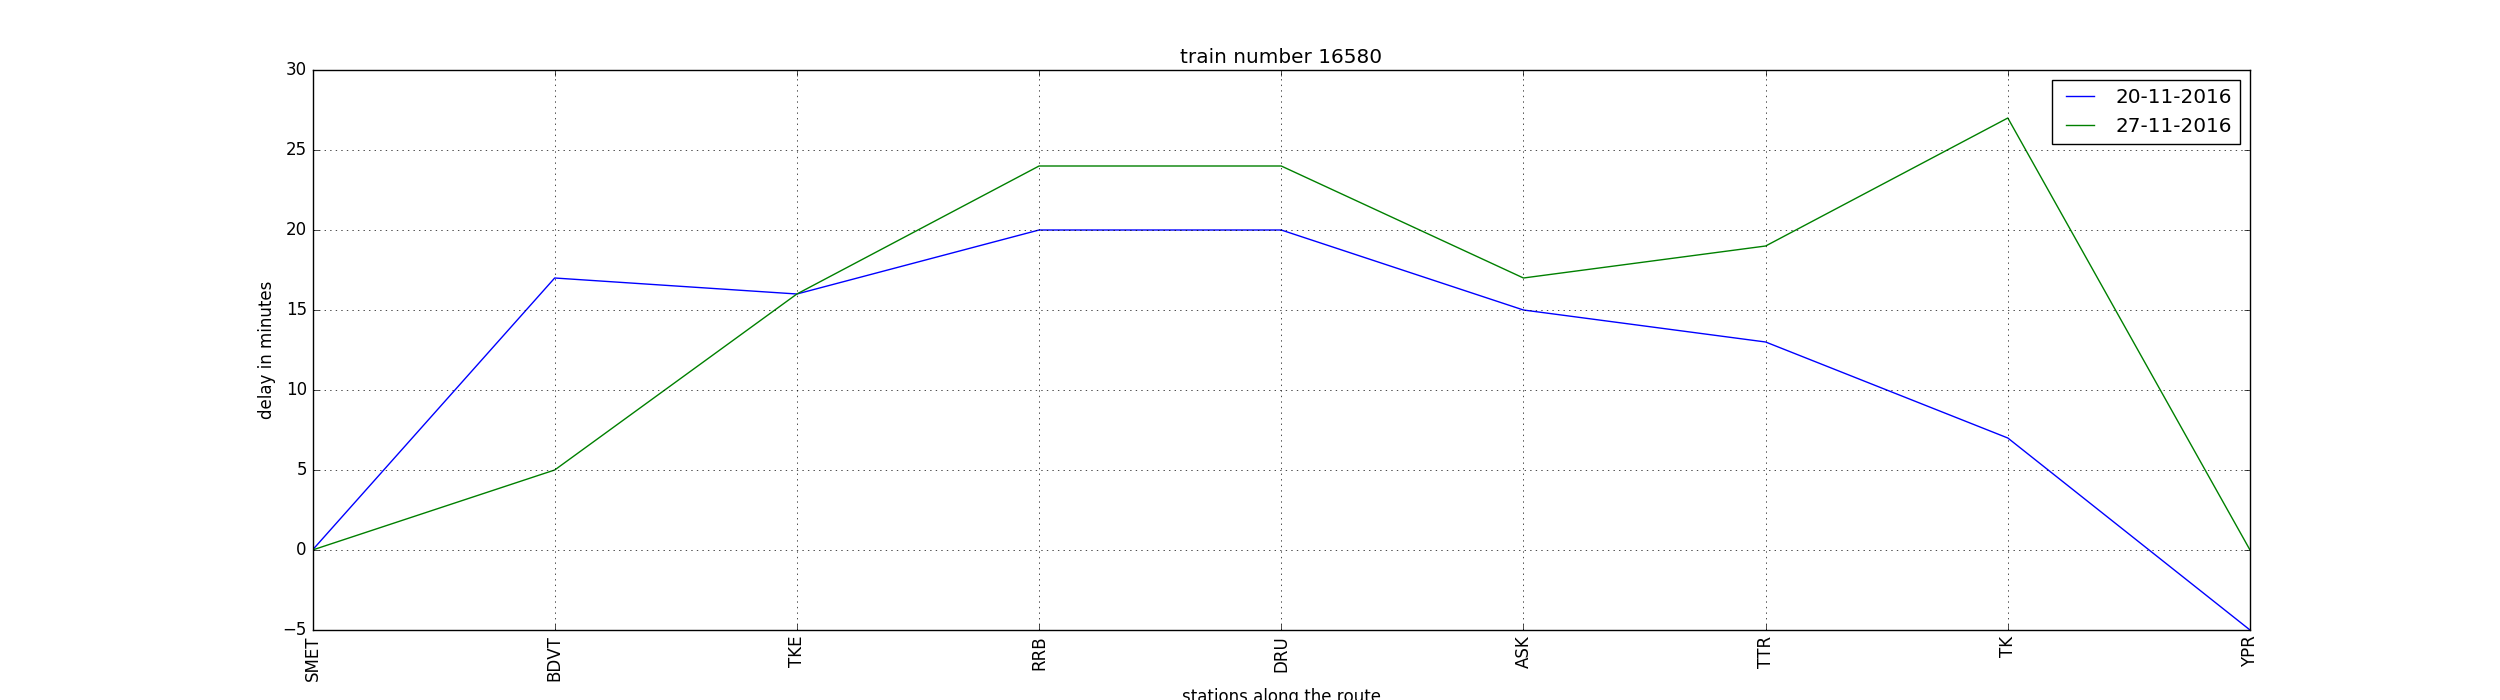 train number 16580
30
25
20
15
10
5
0
−5
delay in minutes
20-11-2016
27-11-2016
SMET
BDVT
TKE
RRB
DRU
ASK
TTR
TK
YPR
stations along the route